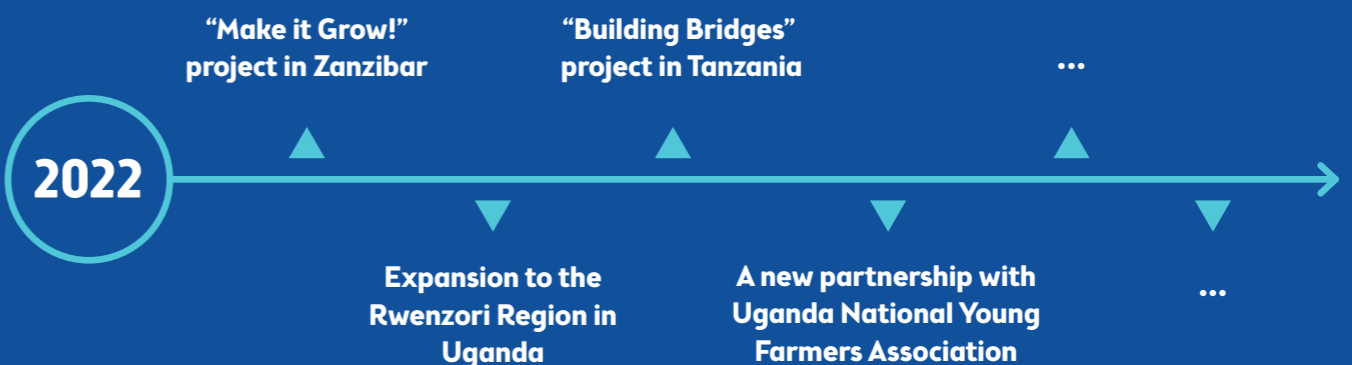 2022
“Make it Grow!”
project in Zanzibar
Expansion to the
Rwenzori Region in
Uganda
“Building Bridges”
project in Tanzania
A new partnership with
Uganda National Young
Farmers Association
...
...